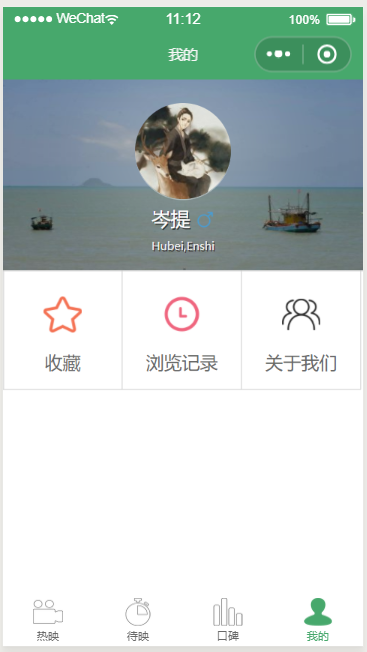 WeChat 11:12 100%
我的
岑提
Hubei,Enshi
收藏 浏览记录 关于我们
热映 待映 口碑 我的